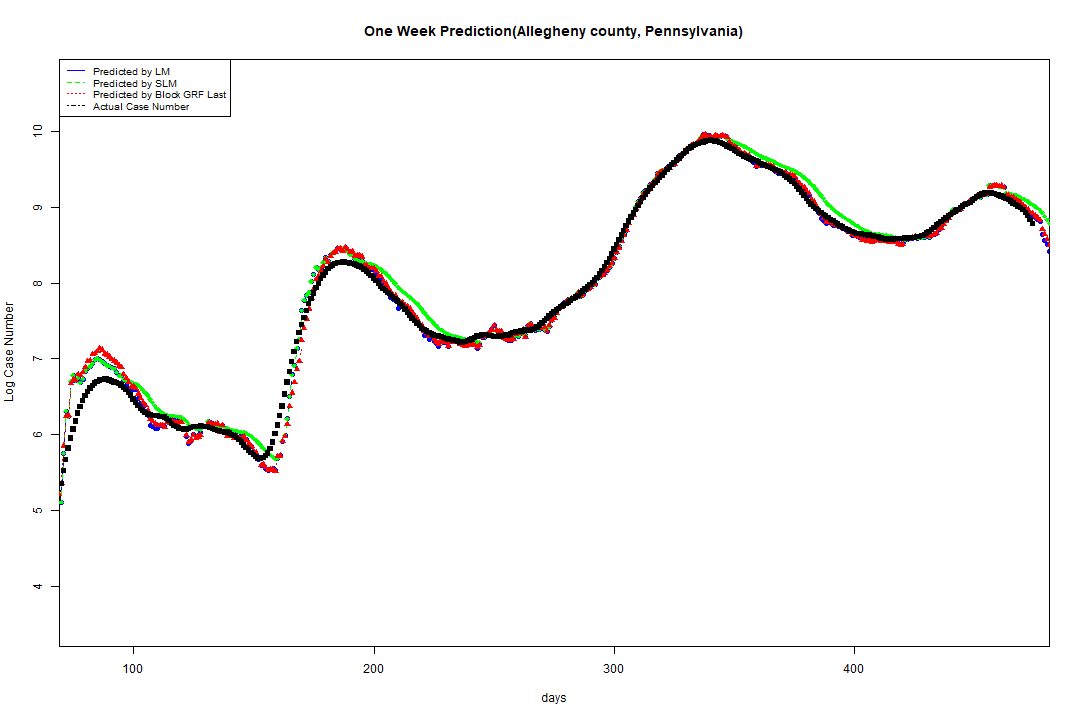 One Week Prediction(Allegheny county, Pennsylvania)
Predicted by LM
Predicted by SLM
Predicted by Block GRF Last
Actual Case Number
10
9
8
7
6
5
4
Log Case Number
100 200 300 400
days